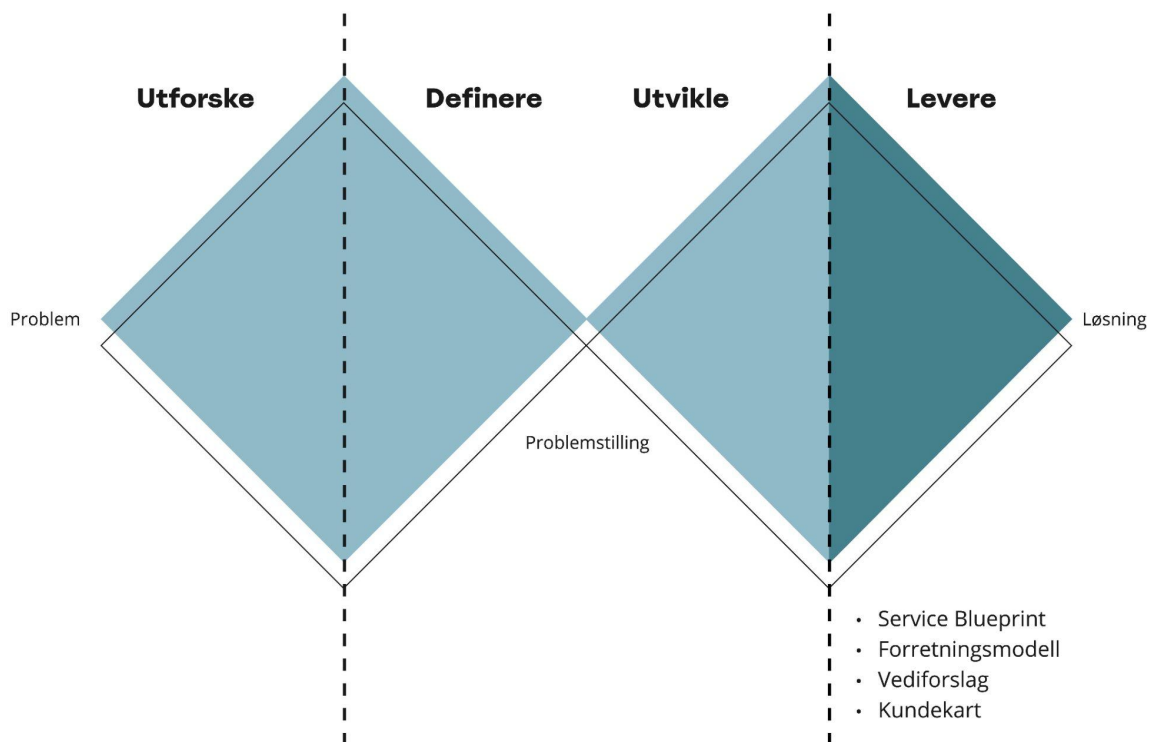 Utforske
Definere
Utvikle
Levere
Problem
Løsning
Problemstilling
• Service Blueprint
• Forretningsmodell
• Vediforslag
• Kundekart